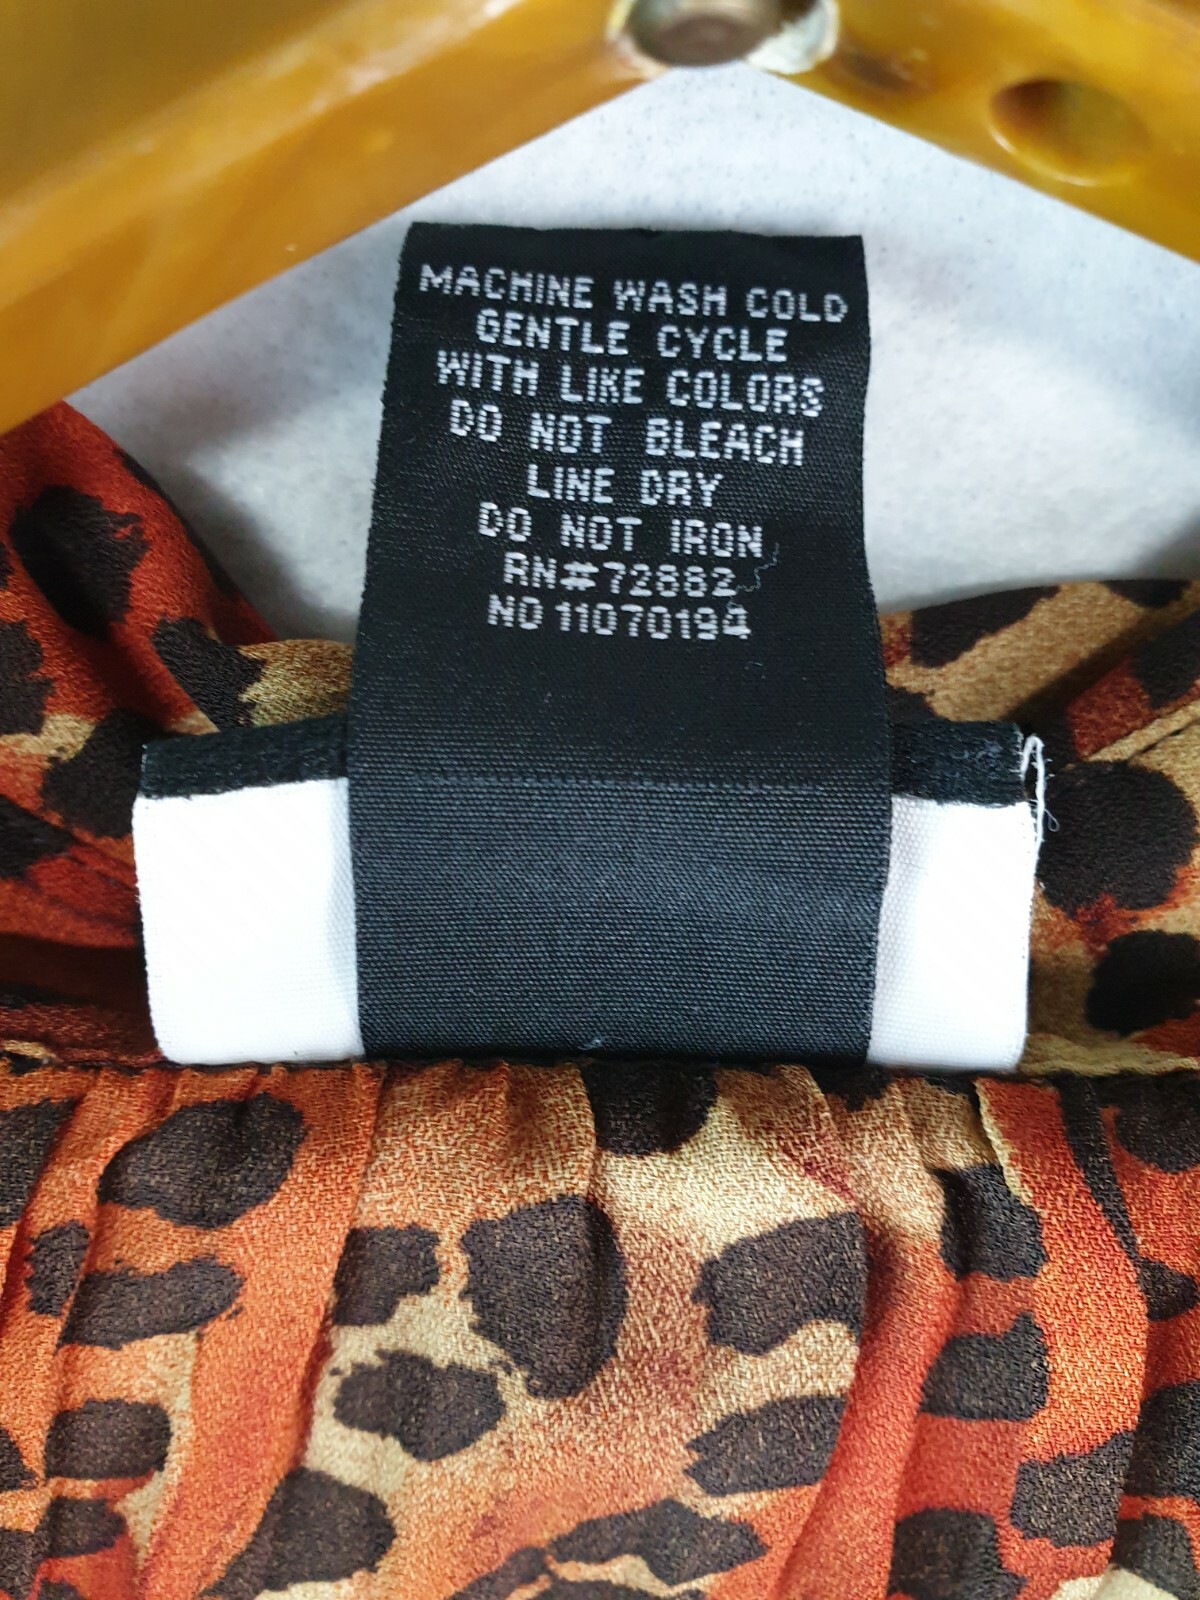 MACHINE WASH COLD
GENTLE CYCLE
WITH LIKE COLORS
DO NOT BLEACH
LINE DRY
DO NOT IRON
RN#72882
NO 11070194